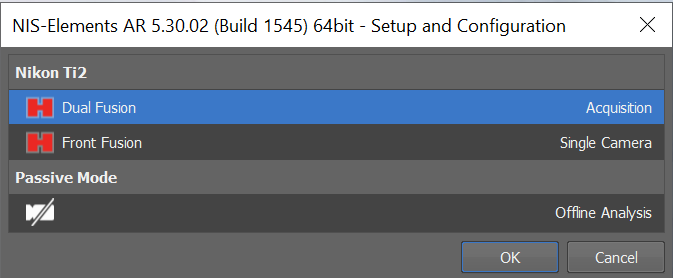 NIS-Elements AR 5.30.02 (Build 1545) 64bit - Setup and Configuration
Nikon Ti2
Dual Fusion Acquisition
Front Fusion Single Camera
Passive Mode
Offline Analysis
OK Cancel